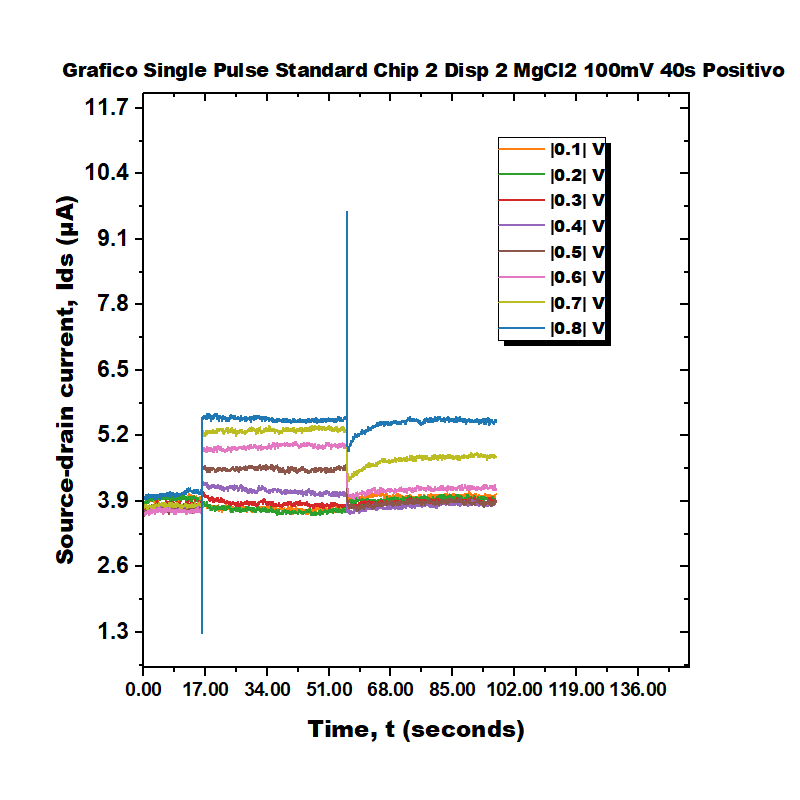 Grafico Single Pulse Standard Chip 2 Disp 2 MgCl2 100mV 40s Positivo
11.7
10.4
9.1
7.8
6.5
5.2
3.9
2.6
1.3
Source-drain current, Ids (µA)
|0.1| V
|0.2| V
|0.3| V
|0.4| V
|0.5| V
|0.6| V
|0.7| V
|0.8| V
0.00 17.00 34.00 51.00 68.00 85.00 102.00 119.00 136.00
Time, t (seconds)